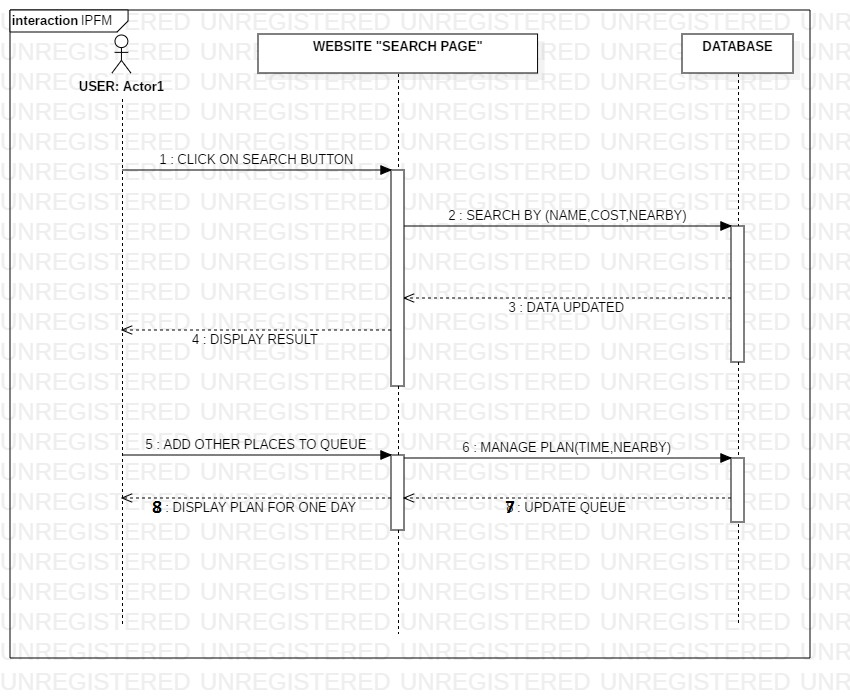 interaction IPFM
USER: Actor1
WEBSITE "SEARCH PAGE"
DATABASE
1 : CLICK ON SEARCH BUTTON
2 : SEARCH BY (NAME,COST,NEARBY)
3 : DATA UPDATED
4 : DISPLAY RESULT
5 : ADD OTHER PLACES TO QUEUE
6 : MANAGE PLAN(TIME,NEARBY)
8 : DISPLAY PLAN FOR ONE DAY
7 : UPDATE QUEUE
UNREGISTERED